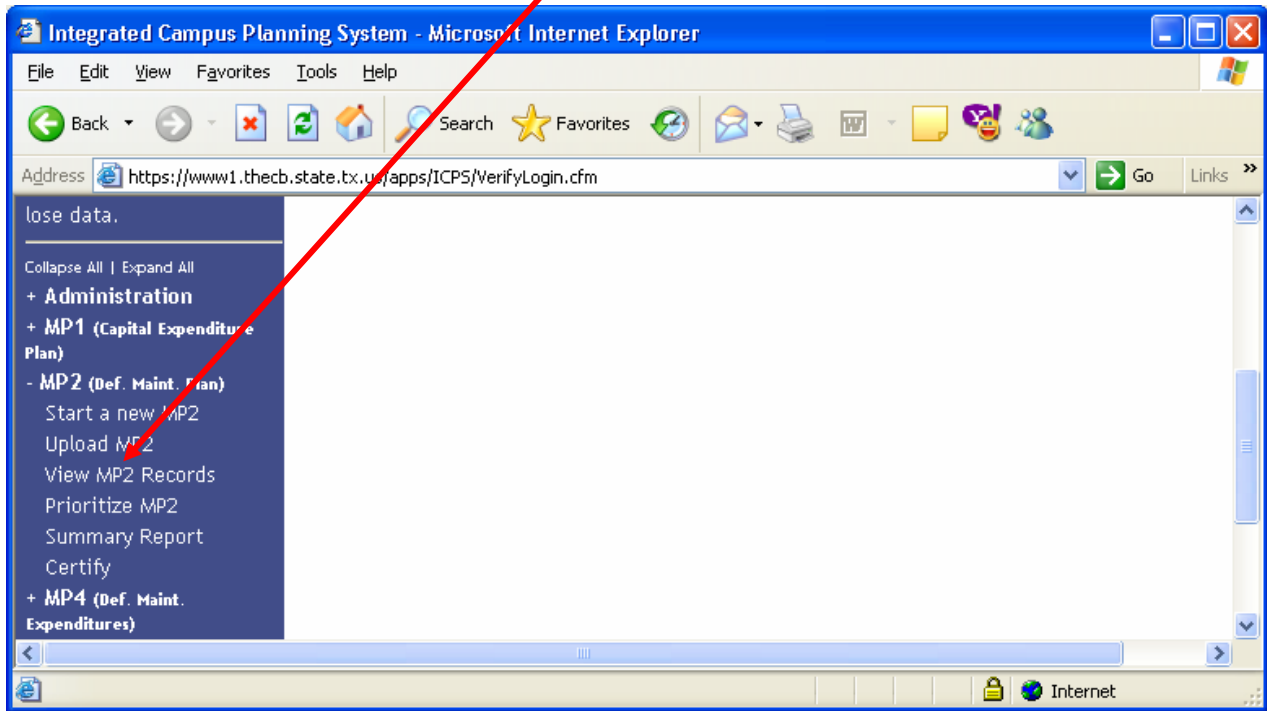 Integrated Campus Planning System - Microsoft Internet Explorer
File Edit View Favorites Tools Help
Back Search Favorites
Address https://www1.thecb.state.tx.us/apps/ICPS/VerifyLogin.cfm Go Links »
lose data.
Collapse All | Expand All
+ Administration
+ MP1 (Capital Expenditure
Plan)
- MP2 (Def. Maint. Plan)
Start a new MP2
Upload MP2
View MP2 Records
Prioritize MP2
Summary Report
Certify
+ MP4 (Def. Maint.
Expenditures)
Internet